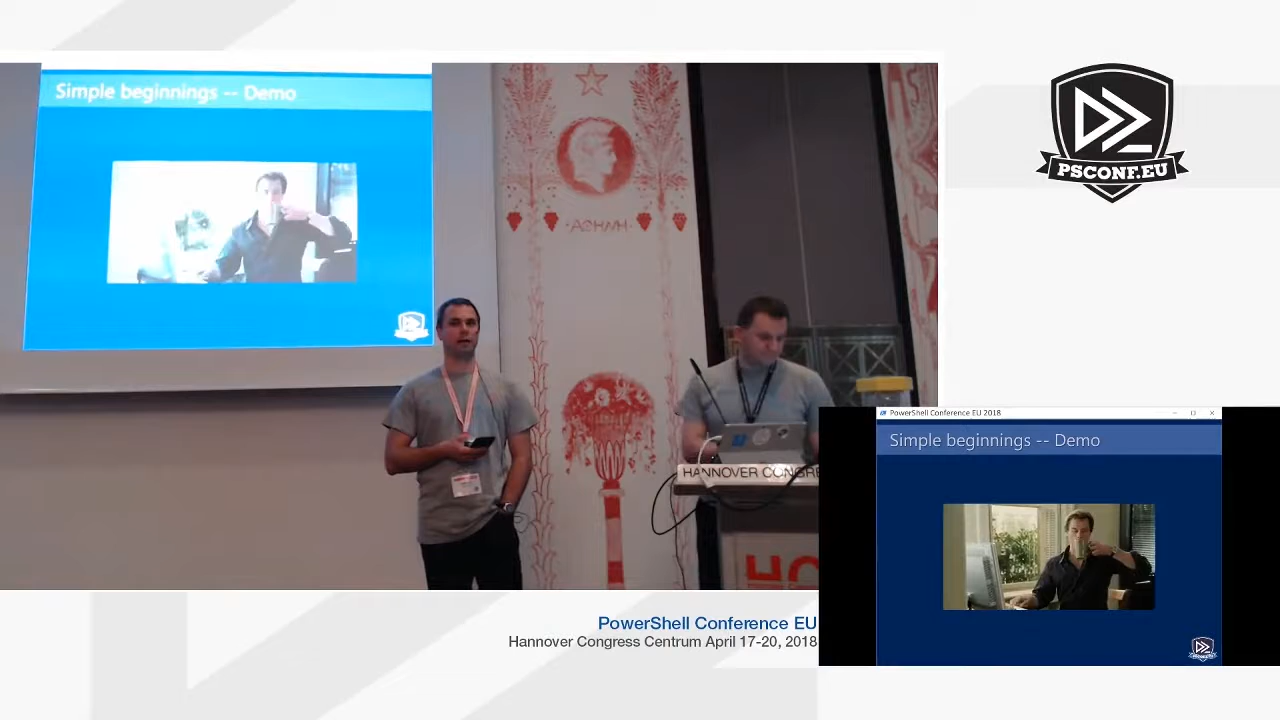 Simple beginnings -- Demo
PSCONF.EU
ΑΘΗΝΗ
HANNOVER CONGRE
PowerShell Conference EU 2018
Simple beginnings -- Demo
PowerShell Conference EU
Hannover Congress Centrum April 17-20, 2018